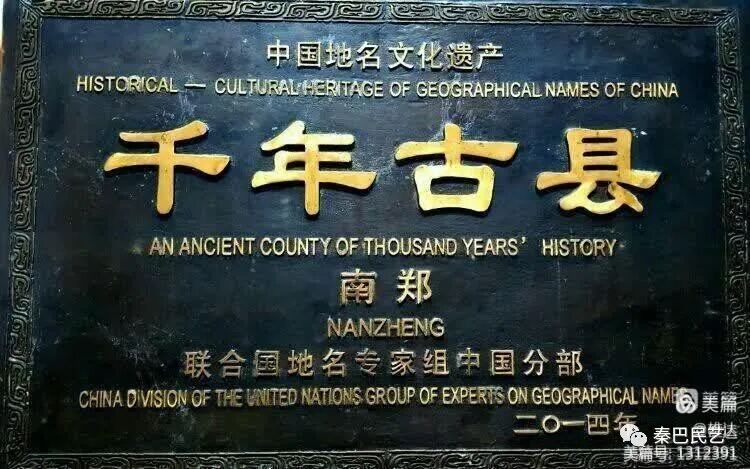 中国地名文化遗产
HISTORICAL — CULTURAL HERITAGE OF GEOGRAPHICAL NAMES OF CHINA
千年古县
AN ANCIENT COUNTY OF THOUSAND YEARS' HISTORY
南郑
NANZHENG
联合国地名专家组中国分部
CHINA DIVISION OF THE UNITED NATIONS GROUP OF EXPERTS ON GEOGRAPHICAL NAMES
二〇一四年
美篇
秦巴民艺
美篇号: 1312391